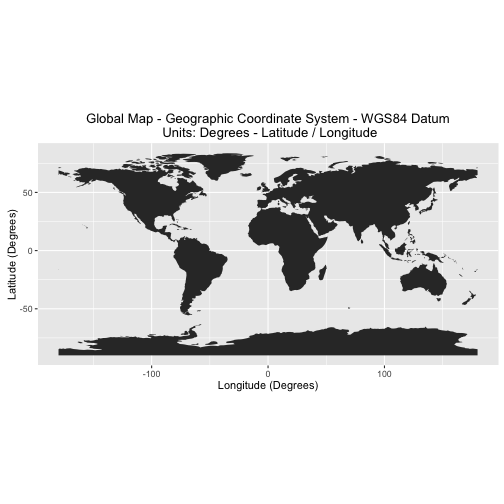 Global Map - Geographic Coordinate System - WGS84 Datum
Units: Degrees - Latitude / Longitude
Latitude (Degrees)
50
0
-50
-100
0
100
Longitude (Degrees)